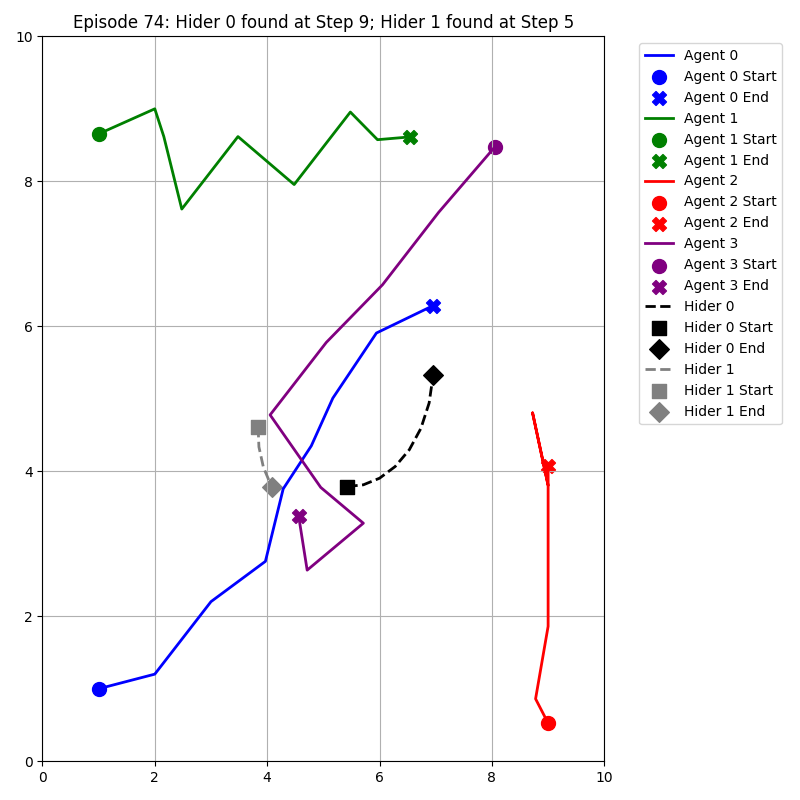 Episode 74: Hider 0 found at Step 9; Hider 1 found at Step 5
10
8
6
4
2
0
0 2 4 6 8 10
Agent 0
Agent 0 Start
Agent 0 End
Agent 1
Agent 1 Start
Agent 1 End
Agent 2
Agent 2 Start
Agent 2 End
Agent 3
Agent 3 Start
Agent 3 End
Hider 0
Hider 0 Start
Hider 0 End
Hider 1
Hider 1 Start
Hider 1 End